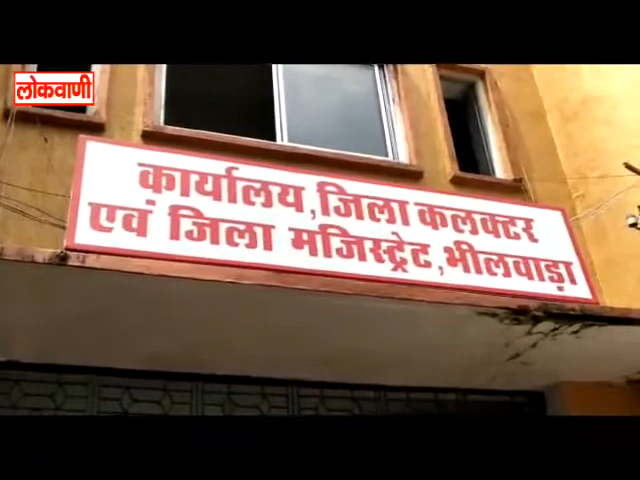 लोकवाणी
कार्यालय,जिला कलक्टर
एवं जिला मजिस्ट्रेट,भीलवाड़ा